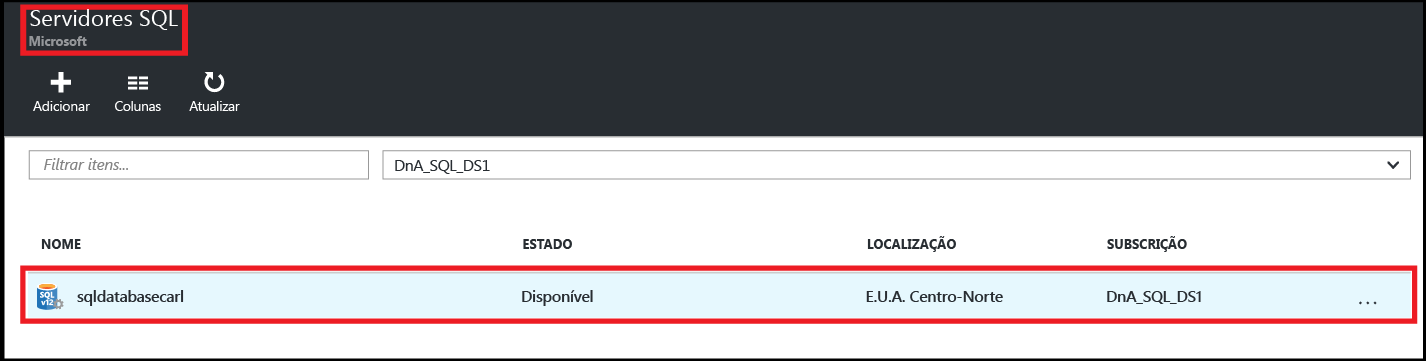 Servidores SQL
Microsoft
Adicionar Colunas Atualizar
Filtrar itens... DnA_SQL_DS1
NOME ESTADO LOCALIZAÇÃO SUBSCRIÇÃO
SQL v12 sqldatabasecarl Disponível E.U.A. Centro-Norte DnA_SQL_DS1 ...